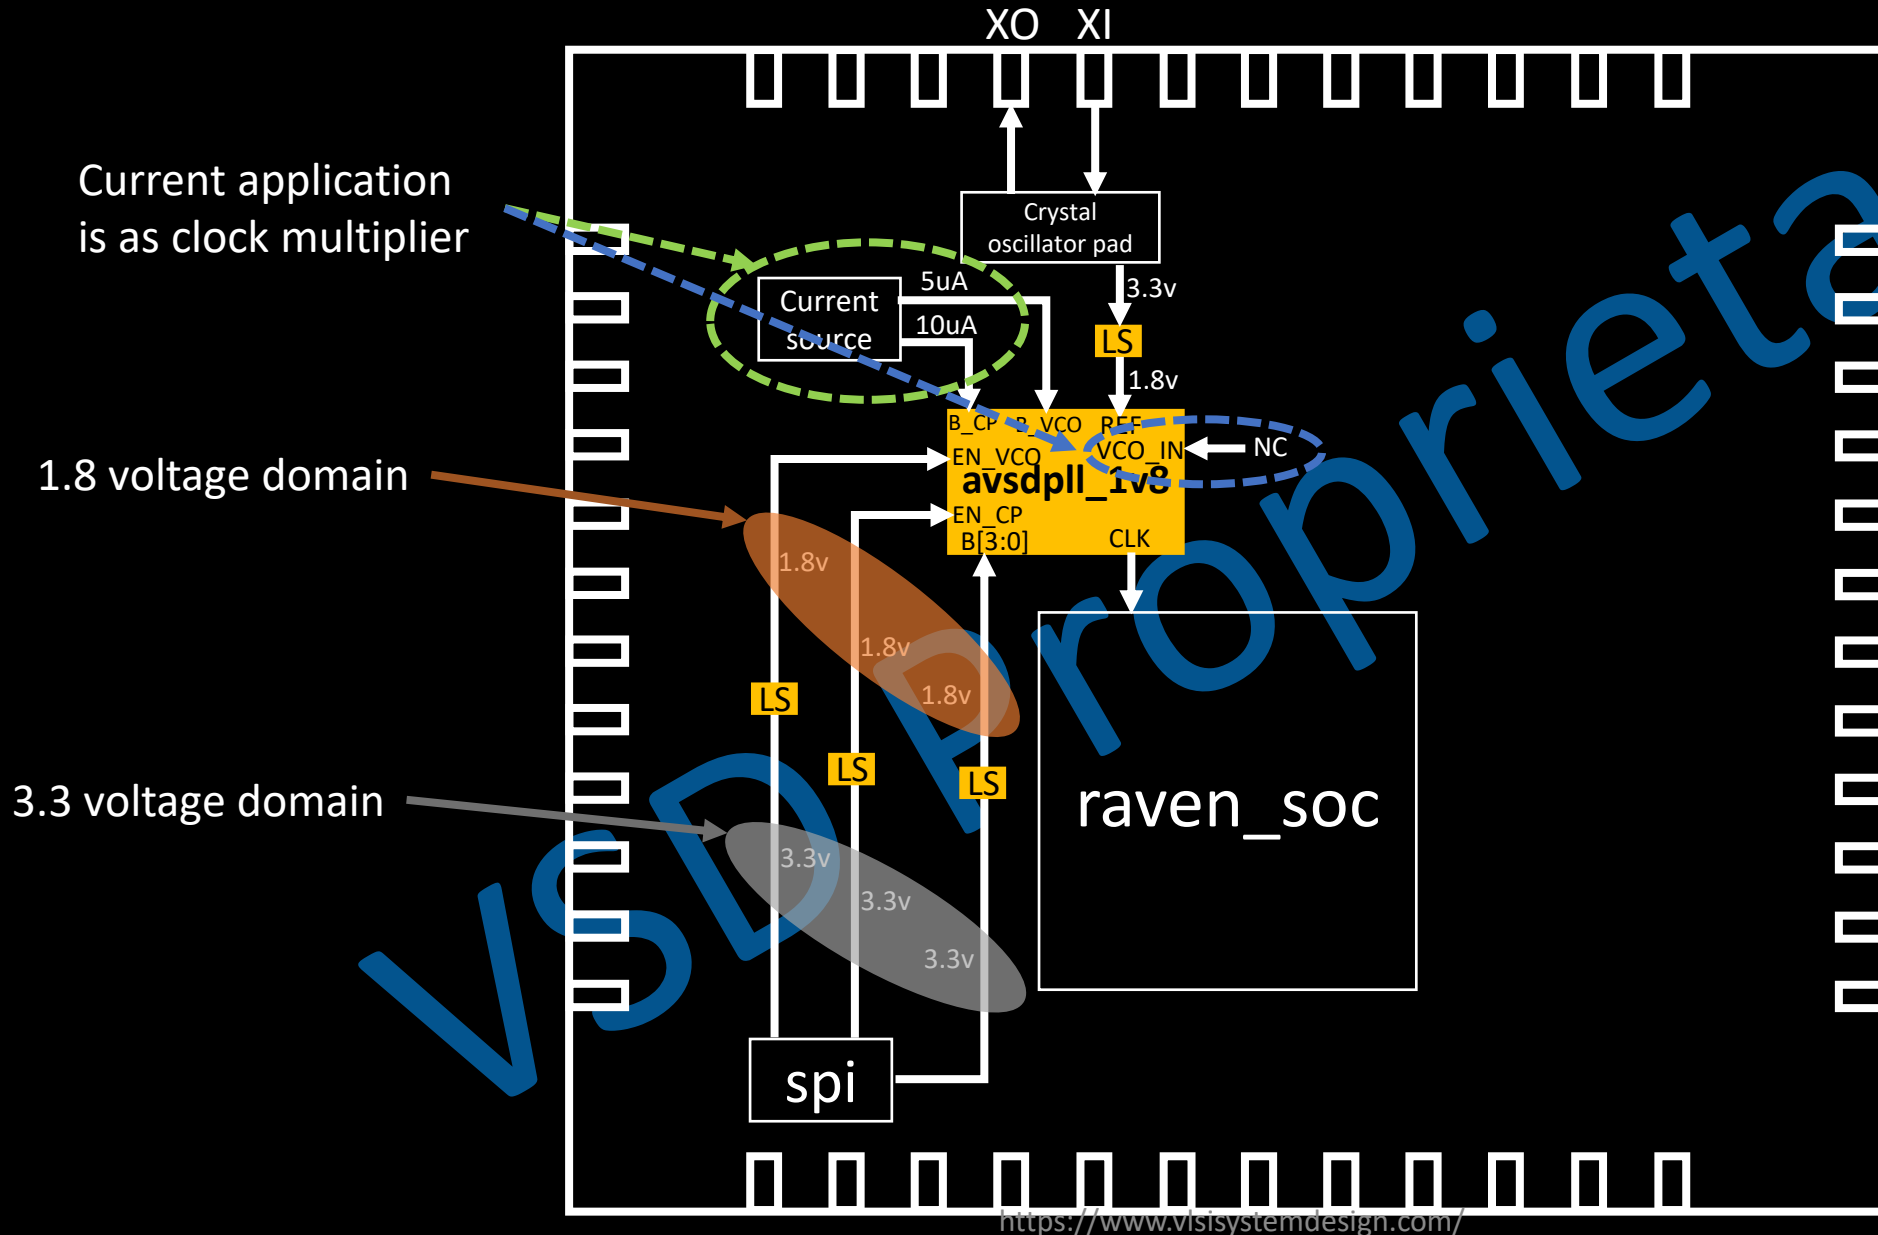 XO XI
Current application
is as clock multiplier
Crystal
oscillator pad
Current
source
5uA
10uA
3.3v
LS
1.8v
B_CP B_VCO REF
EN_VCO VCO_IN NC
avsdpll_1v8
EN_CP
B[3:0] CLK
1.8 voltage domain
1.8v
1.8v
1.8v
LS
LS
LS
3.3 voltage domain
3.3v
3.3v
3.3v
raven_soc
spi
VSD Proprieta
https://www.vlsisystemdesign.com/